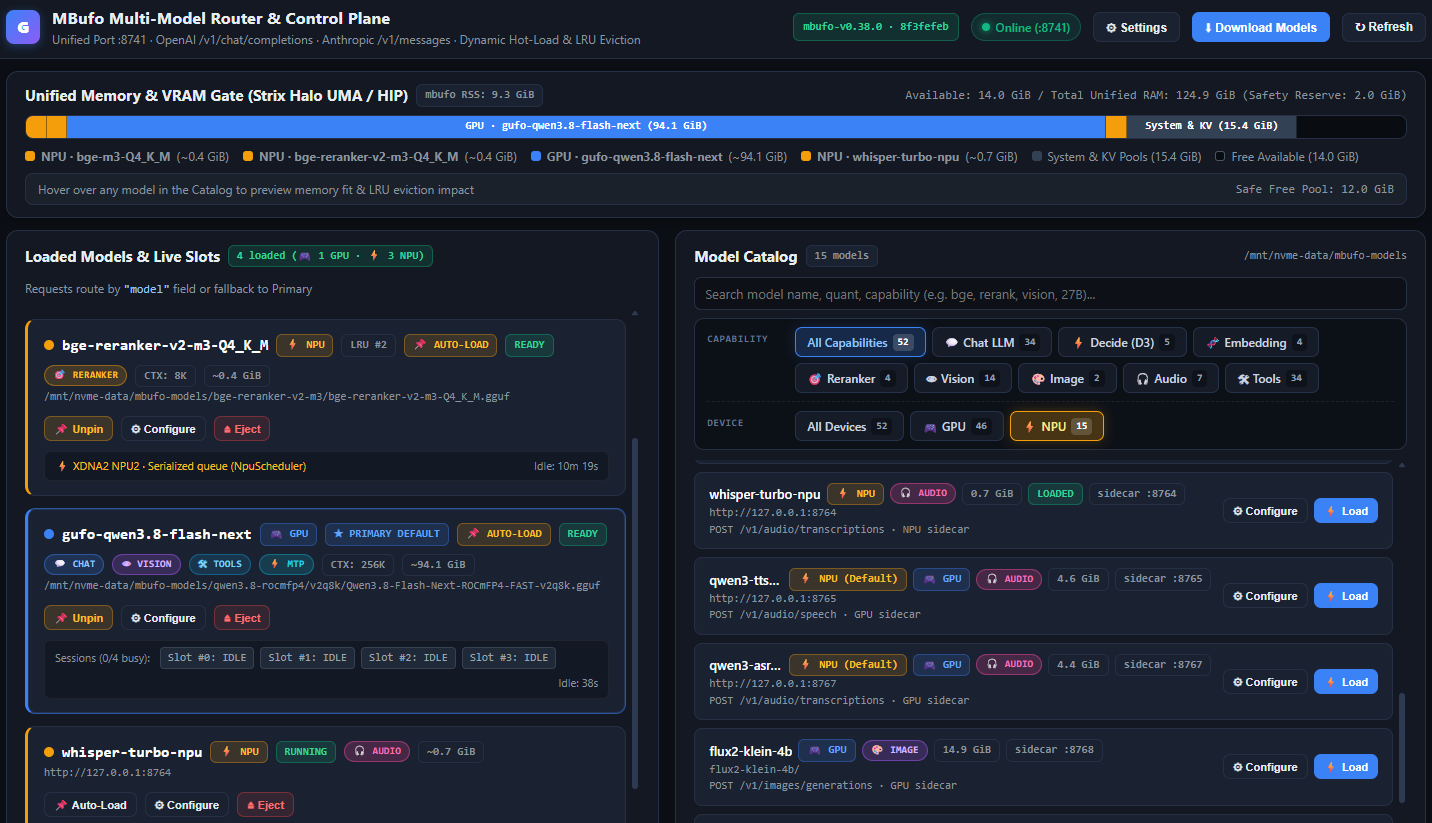 G
MBufo Multi-Model Router & Control Plane
Unified Port :8741 · OpenAI /v1/chat/completions · Anthropic /v1/messages · Dynamic Hot-Load & LRU Eviction
mbufo-v0.38.0 · 8f3fefeb
Online (:8741)
⚙ Settings
⬇ Download Models
↻ Refresh
Unified Memory & VRAM Gate (Strix Halo UMA / HIP)
mbufo RSS: 9.3 GiB
Available: 14.0 GiB / Total Unified RAM: 124.9 GiB (Safety Reserve: 2.0 GiB)
GPU · gufo-qwen3.8-flash-next (94.1 GiB)
System & KV (15.4 GiB)
NPU · bge-m3-Q4_K_M (~0.4 GiB)
NPU · bge-reranker-v2-m3-Q4_K_M (~0.4 GiB)
GPU · gufo-qwen3.8-flash-next (~94.1 GiB)
NPU · whisper-turbo-npu (~0.7 GiB)
System & KV Pools (15.4 GiB)
Free Available (14.0 GiB)
Hover over any model in the Catalog to preview memory fit & LRU eviction impact
Safe Free Pool: 12.0 GiB
Loaded Models & Live Slots
4 loaded (🎮 1 GPU · ⚡ 3 NPU)
Requests route by "model" field or fallback to Primary
bge-reranker-v2-m3-Q4_K_M
⚡ NPU
LRU #2
📌 AUTO-LOAD
READY
🎯 RERANKER
CTX: 8K
~0.4 GiB
/mnt/nvme-data/mbufo-models/bge-reranker-v2-m3/bge-reranker-v2-m3-Q4_K_M.gguf
📌 Unpin
⚙ Configure
⏏ Eject
⚡ XDNA2 NPU2 · Serialized queue (NpuScheduler)
Idle: 10m 19s
gufo-qwen3.8-flash-next
🎮 GPU
★ PRIMARY DEFAULT
📌 AUTO-LOAD
READY
💬 CHAT
👁 VISION
🛠 TOOLS
⚡ MTP
CTX: 256K
~94.1 GiB
/mnt/nvme-data/mbufo-models/qwen3.8-rocmfp4/v2q8k/Qwen3.8-Flash-Next-ROCmFP4-FAST-v2q8k.gguf
📌 Unpin
⚙ Configure
⏏ Eject
Sessions (0/4 busy):
Slot #0: IDLE
Slot #1: IDLE
Slot #2: IDLE
Slot #3: IDLE
Idle: 38s
whisper-turbo-npu
⚡ NPU
RUNNING
🎧 AUDIO
~0.7 GiB
http://127.0.0.1:8764
📌 Auto-Load
⚙ Configure
⏏ Eject
Model Catalog
15 models
/mnt/nvme-data/mbufo-models
Search model name, quant, capability (e.g. bge, rerank, vision, 27B)...
CAPABILITY
All Capabilities 52
💬 Chat LLM 34
⚡ Decide (D3) 5
🧬 Embedding 4
🎯 Reranker 4
👁 Vision 14
🎨 Image 2
🎧 Audio 7
🛠 Tools 34
DEVICE
All Devices 52
🎮 GPU 46
⚡ NPU 15
whisper-turbo-npu
⚡ NPU
🎧 AUDIO
0.7 GiB
LOADED
sidecar :8764
http://127.0.0.1:8764
POST /v1/audio/transcriptions · NPU sidecar
⚙ Configure
⚡ Load
qwen3-tts...
⚡ NPU (Default)
🎮 GPU
🎧 AUDIO
4.6 GiB
sidecar :8765
http://127.0.0.1:8765
POST /v1/audio/speech · GPU sidecar
⚙ Configure
⚡ Load
qwen3-asr...
⚡ NPU (Default)
🎮 GPU
🎧 AUDIO
4.4 GiB
sidecar :8767
http://127.0.0.1:8767
POST /v1/audio/transcriptions · GPU sidecar
⚙ Configure
⚡ Load
flux2-klein-4b
🎮 GPU
🎨 IMAGE
14.9 GiB
sidecar :8768
flux2-klein-4b/
POST /v1/images/generations · GPU sidecar
⚙ Configure
⚡ Load